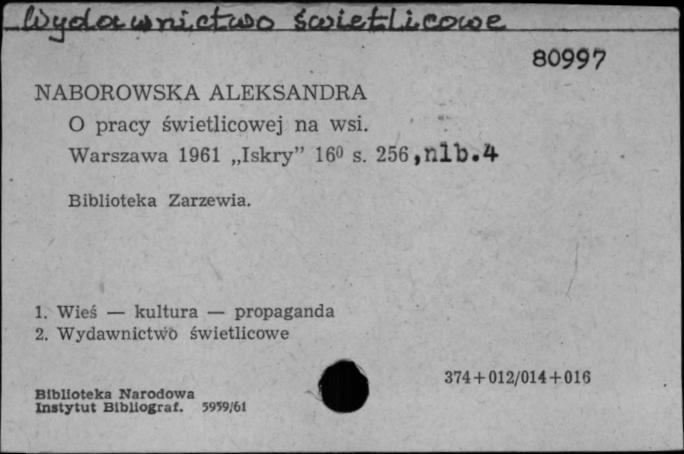 Wydawnictwo świetlicowe
80997
NABOROWSKA ALEKSANDRA
O pracy świetlicowej na wsi.
Warszawa 1961 „Iskry” 16⁰ s. 256,nlb.4
Biblioteka Zarzewia.
1. Wieś — kultura — propaganda
2. Wydawnictwo świetlicowe
374+012/014+016
Biblioteka Narodowa
Instytut Bibliograf. 5959/61